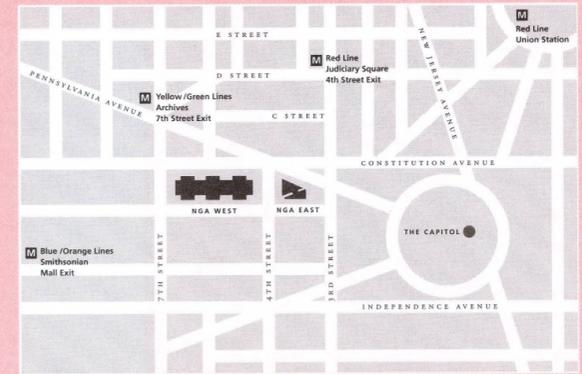 E STREET
M
Red Line
Union Station
NEW JERSEY AVENUE
M Red Line
Judiciary Square
4th Street Exit
D STREET
PENNSYLVANIA AVENUE
M Yellow/Green Lines
Archives
7th Street Exit
C STREET
CONSTITUTION AVENUE
NGA WEST
NGA EAST
THE CAPITOL
M Blue/Orange Lines
Smithsonian
Mall Exit
7TH STREET
4TH STREET
3RD STREET
INDEPENDENCE AVENUE